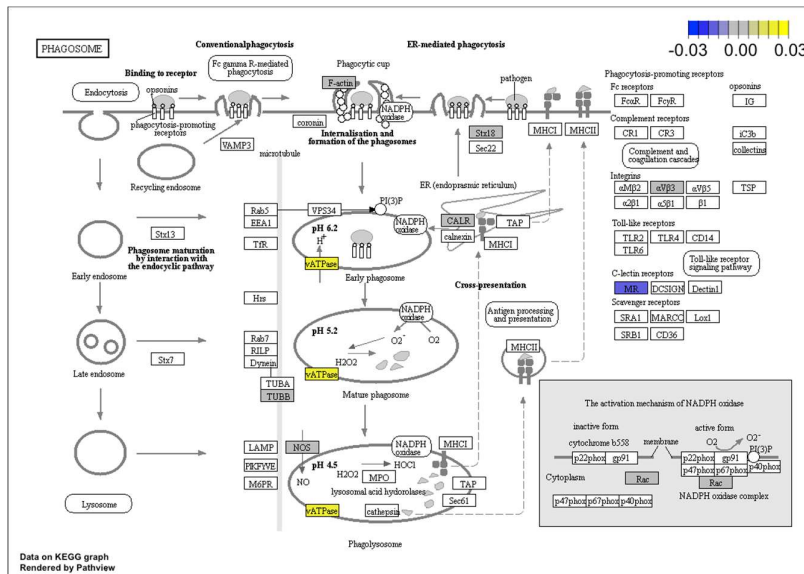 PHAGOSOME
-0.03 0.00 0.03
Conventionalphagocytosis
ER-mediated phagocytosis
Fc gamma R-mediated
phagocytosis
Phagocytic cup
Binding to receptor
Endocytosis
opsonins
phagocytosis-promoting
receptors
F-actin
NADPH
oxidase
pathogen
coronin
VAMP3
Internalisation and
formation of the phagosomes
Stx18
Sec22
MHCI
MHCII
microtubule
Recycling endosome
ER (endoprasmic reticulum)
Phagocytosis-promoting receptors
Fc receptors
opsonins
FcαR
FcγR
IG
Complement receptors
CR1
CR3
iC3b
Complement and
coagulation cascades
collectins
Integrins
αMβ2
αVβ3
αVβ5
TSP
α2β1
α5β1
β1
Toll-like receptors
TLR2
TLR4
CD14
TLR6
Toll-like receptor
signaling pathway
C-lectin receptors
MR
DCSIGN
Dectin1
Scavenger receptors
SRA1
MARCO
Lox1
SRB1
CD36
Stx13
Phagosome maturation
by interaction with
the endocyclic pathway
Early endosome
Rab5
EEA1
TfR
VPS34
PI(3)P
pH 6.2
H+
vATPase
NADPH
oxidase
CALR
calnexin
TAP
MHCI
Early phagosome
Cross-presentation
Hrs
Rab7
RILP
Dynein
TUBA
TUBB
Stx7
Late endosome
pH 5.2
NADPH
oxidase
O2-
O2
H2O2
vATPase
Mature phagosome
Antigen processing
and presentation
MHCII
LAMP
PIKFYVE
M6PR
NOS
NO
pH 4.5
NADPH
oxidase
H2O2
HOCl
MPO
lysosomal acid hydorolases
vATPase
cathepsin
MHCI
TAP
Sec61
Phagolysosome
Lysosome
The activation mechanism of NADPH oxidase
inactive form
active form
cytochrome b558
membrane
O2
O2-
PI(3)P
p22phox
gp91
p22phox
gp91
p47phox
p67phox
p40phox
Cytoplasm
Rac
Rac
NADPH oxidase complex
p47phox
p67phox
p40phox
Data on KEGG graph
Rendered by Pathview